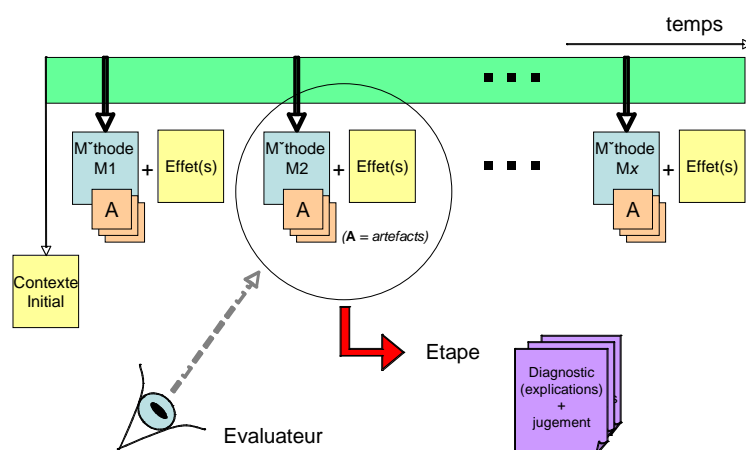 temps
M˘thode
M1
+
Effet(s)
A
M˘thode
M2
+
Effet(s)
A
(A = artefacts)
M˘thode
Mx
+
Effet(s)
A
Contexte
Initial
Etape
Evaluateur
Diagnostic
(explications)
+
jugement